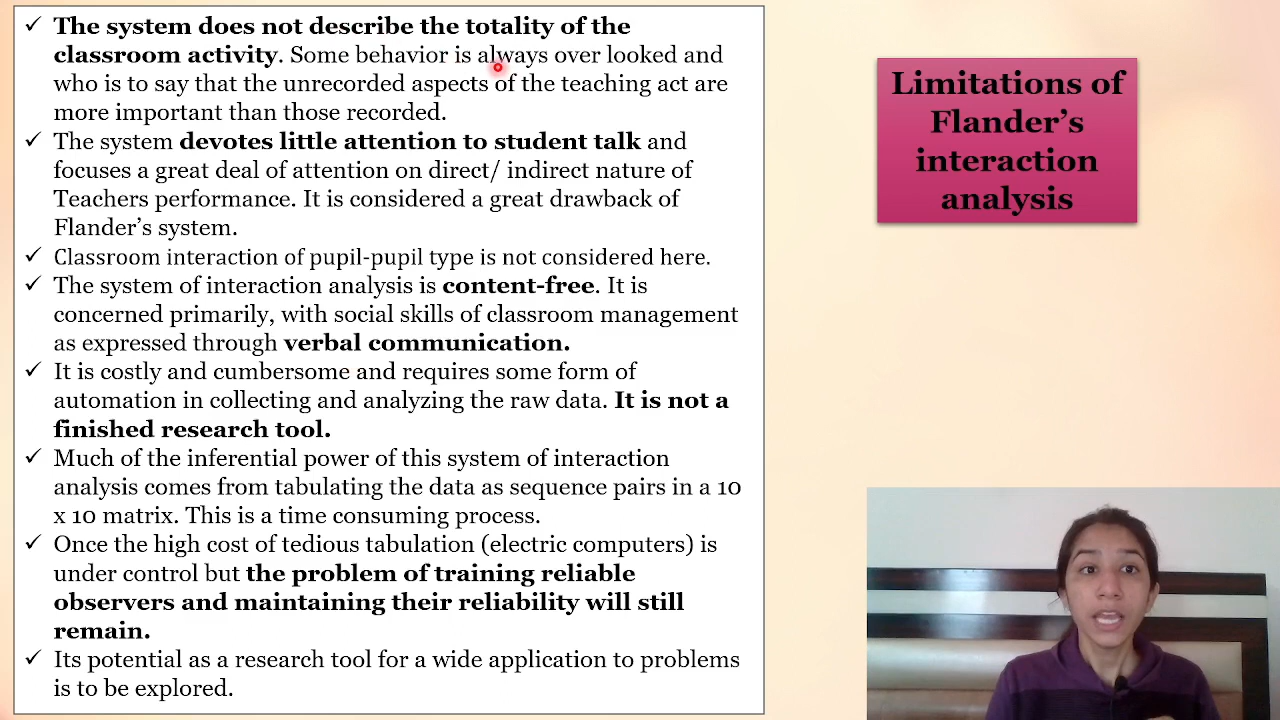 ✓ The system does not describe the totality of the
classroom activity. Some behavior is always over looked and
who is to say that the unrecorded aspects of the teaching act are
more important than those recorded.
✓ The system devotes little attention to student talk and
focuses a great deal of attention on direct/ indirect nature of
Teachers performance. It is considered a great drawback of
Flander's system.
✓ Classroom interaction of pupil-pupil type is not considered here.
✓ The system of interaction analysis is content-free. It is
concerned primarily, with social skills of classroom management
as expressed through verbal communication.
✓ It is costly and cumbersome and requires some form of
automation in collecting and analyzing the raw data. It is not a
finished research tool.
✓ Much of the inferential power of this system of interaction
analysis comes from tabulating the data as sequence pairs in a 10
x 10 matrix. This is a time consuming process.
✓ Once the high cost of tedious tabulation (electric computers) is
under control but the problem of training reliable
observers and maintaining their reliability will still
remain.
✓ Its potential as a research tool for a wide application to problems
is to be explored.
Limitations of
Flander's
interaction
analysis